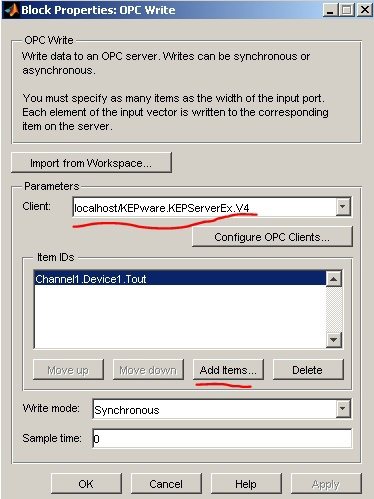 Block Properties: OPC Write
OPC Write
Write data to an OPC server. Writes can be synchronous or
asynchronous.
You must specify as many items as the width of the input port.
Each element of the input vector is written to the corresponding
item on the server.
Import from Workspace...
Parameters
Client:
localhost/KEPware.KEPServerEx.V4
Configure OPC Clients...
Item IDs
Channel1.Device1.Tout
Move up
Move down
Add Items...
Delete
Write mode:
Synchronous
Sample time:
0
OK
Cancel
Help
Apply